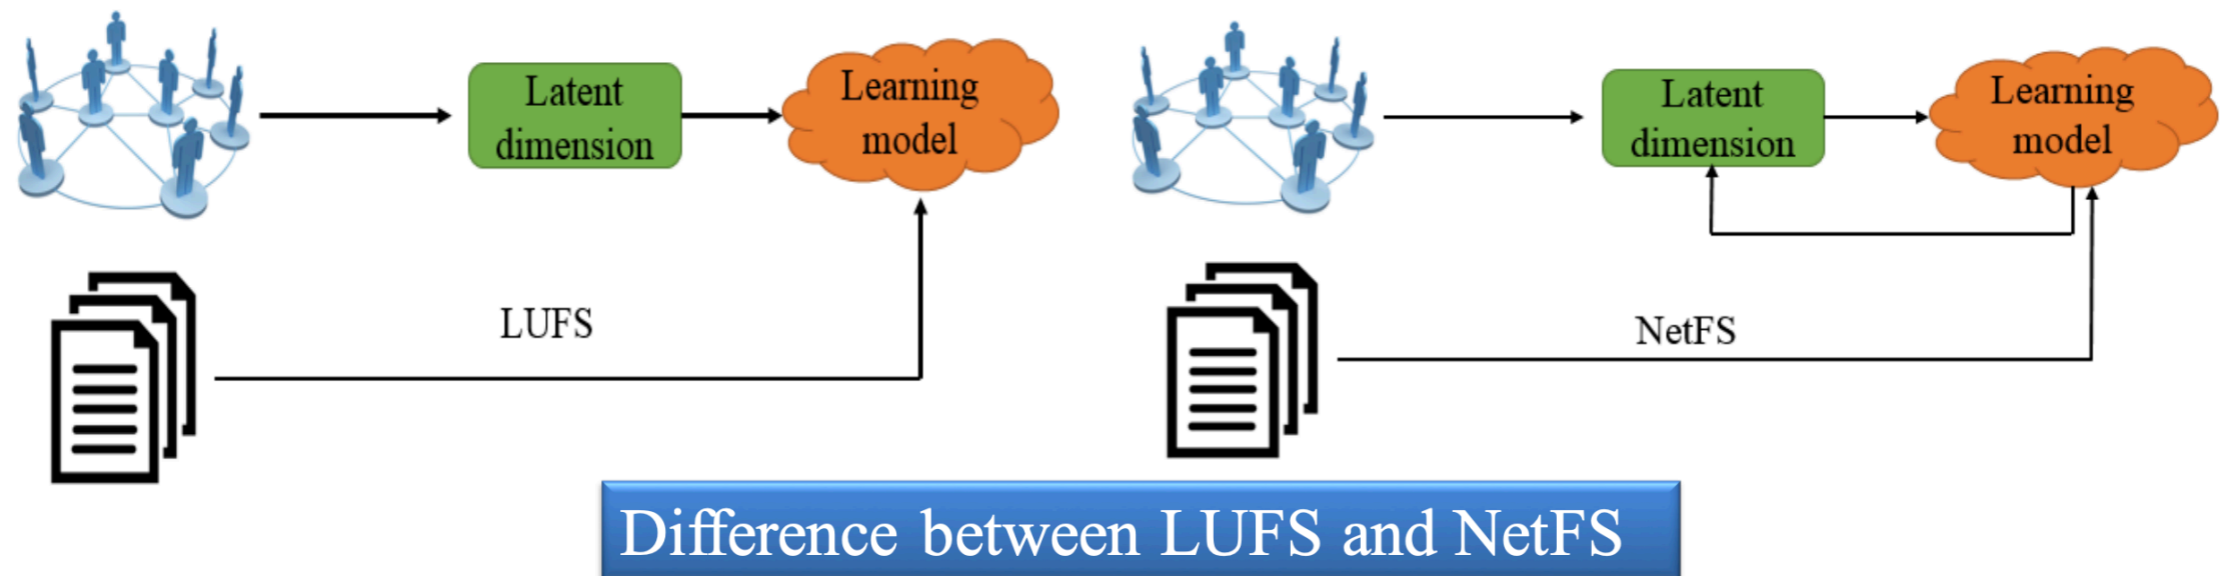 Latent
dimension
Learning
model
LUFS
Latent
dimension
Learning
model
NetFS
Difference between LUFS and NetFS